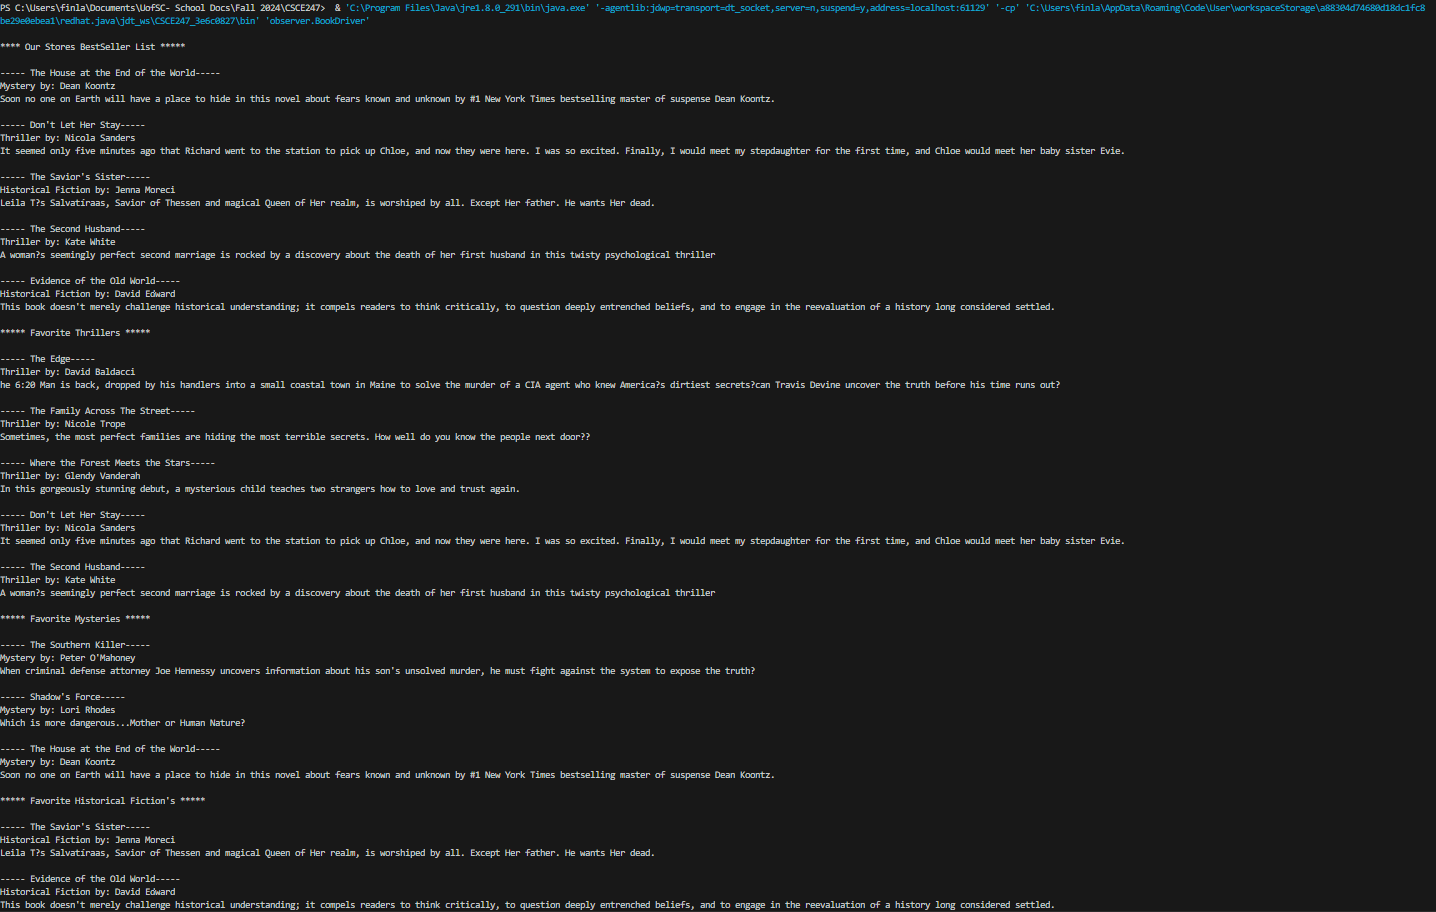 PS C:\Users\finla\Documents\UofSC- School Docs\Fall 2024\CSCE247>  & 'C:\Program Files\Java\jre1.8.0_291\bin\java.exe' '-agentlib:jdwp=transport=dt_socket,server=n,suspend=y,address=localhost:61129' '-cp' 'C:\Users\finla\AppData\Roaming\Code\User\workspaceStorage\a88304d74680d18dc1fc8
be29e0ebea1\redhat.java\jdt_ws\CSCE247_3e6c0827\bin' 'observer.BookDriver'
**** Our Stores BestSeller List *****
----- The House at the End of the World-----
Mystery by: Dean Koontz
Soon no one on Earth will have a place to hide in this novel about fears known and unknown by #1 New York Times bestselling master of suspense Dean Koontz.
----- Don't Let Her Stay-----
Thriller by: Nicola Sanders
It seemed only five minutes ago that Richard went to the station to pick up Chloe, and now they were here. I was so excited. Finally, I would meet my stepdaughter for the first time, and Chloe would meet her baby sister Evie.
----- The Savior's Sister-----
Historical Fiction by: Jenna Moreci
Leila T?s Salvatíraas, Savior of Thessen and magical Queen of Her realm, is worshiped by all. Except Her father. He wants Her dead.
----- The Second Husband-----
Thriller by: Kate White
A woman?s seemingly perfect second marriage is rocked by a discovery about the death of her first husband in this twisty psychological thriller
----- Evidence of the Old World-----
Historical Fiction by: David Edward
This book doesn't merely challenge historical understanding; it compels readers to think critically, to question deeply entrenched beliefs, and to engage in the reevaluation of a history long considered settled.
***** Favorite Thrillers *****
----- The Edge-----
Thriller by: David Baldacci
he 6:20 Man is back, dropped by his handlers into a small coastal town in Maine to solve the murder of a CIA agent who knew America?s dirtiest secrets?can Travis Devine uncover the truth before his time runs out?
----- The Family Across The Street-----
Thriller by: Nicole Trope
Sometimes, the most perfect families are hiding the most terrible secrets. How well do you know the people next door??
----- Where the Forest Meets the Stars-----
Thriller by: Glendy Vanderah
In this gorgeously stunning debut, a mysterious child teaches two strangers how to love and trust again.
----- Don't Let Her Stay-----
Thriller by: Nicola Sanders
It seemed only five minutes ago that Richard went to the station to pick up Chloe, and now they were here. I was so excited. Finally, I would meet my stepdaughter for the first time, and Chloe would meet her baby sister Evie.
----- The Second Husband-----
Thriller by: Kate White
A woman?s seemingly perfect second marriage is rocked by a discovery about the death of her first husband in this twisty psychological thriller
***** Favorite Mysteries *****
----- The Southern Killer-----
Mystery by: Peter O'Mahoney
When criminal defense attorney Joe Hennessy uncovers information about his son's unsolved murder, he must fight against the system to expose the truth?
----- Shadow's Force-----
Mystery by: Lori Rhodes
Which is more dangerous...Mother or Human Nature?
----- The House at the End of the World-----
Mystery by: Dean Koontz
Soon no one on Earth will have a place to hide in this novel about fears known and unknown by #1 New York Times bestselling master of suspense Dean Koontz.
***** Favorite Historical Fiction's *****
----- The Savior's Sister-----
Historical Fiction by: Jenna Moreci
Leila T?s Salvatíraas, Savior of Thessen and magical Queen of Her realm, is worshiped by all. Except Her father. He wants Her dead.
----- Evidence of the Old World-----
Historical Fiction by: David Edward
This book doesn't merely challenge historical understanding; it compels readers to think critically, to question deeply entrenched beliefs, and to engage in the reevaluation of a history long considered settled.